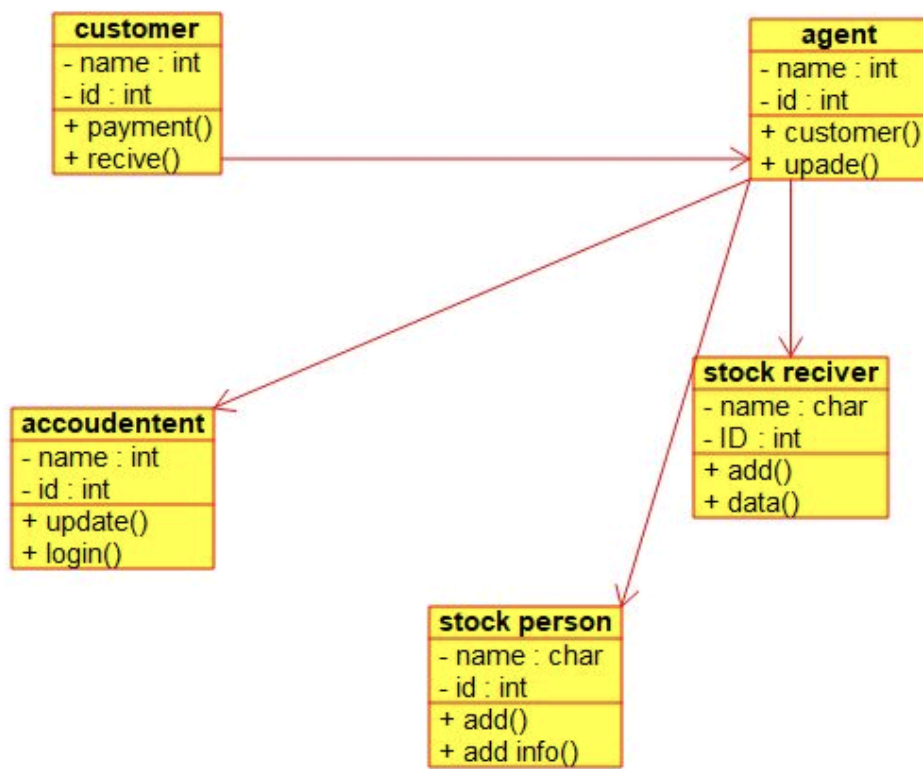 customer
- name : int
- id : int
+ payment()
+ recive()
agent
- name : int
- id : int
+ customer()
+ upade()
stock reciver
- name : char
- ID : int
+ add()
+ data()
accoudentent
- name : int
- id : int
+ update()
+ login()
stock person
- name : char
- id : int
+ add()
+ add info()